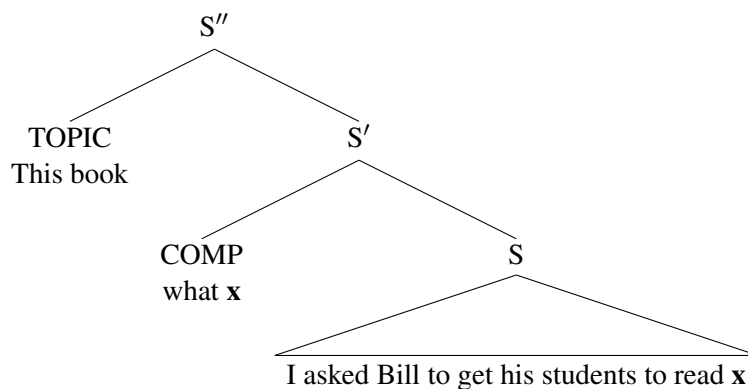 S″
TOPIC
This book
S′
COMP
what x
S
I asked Bill to get his students to read x